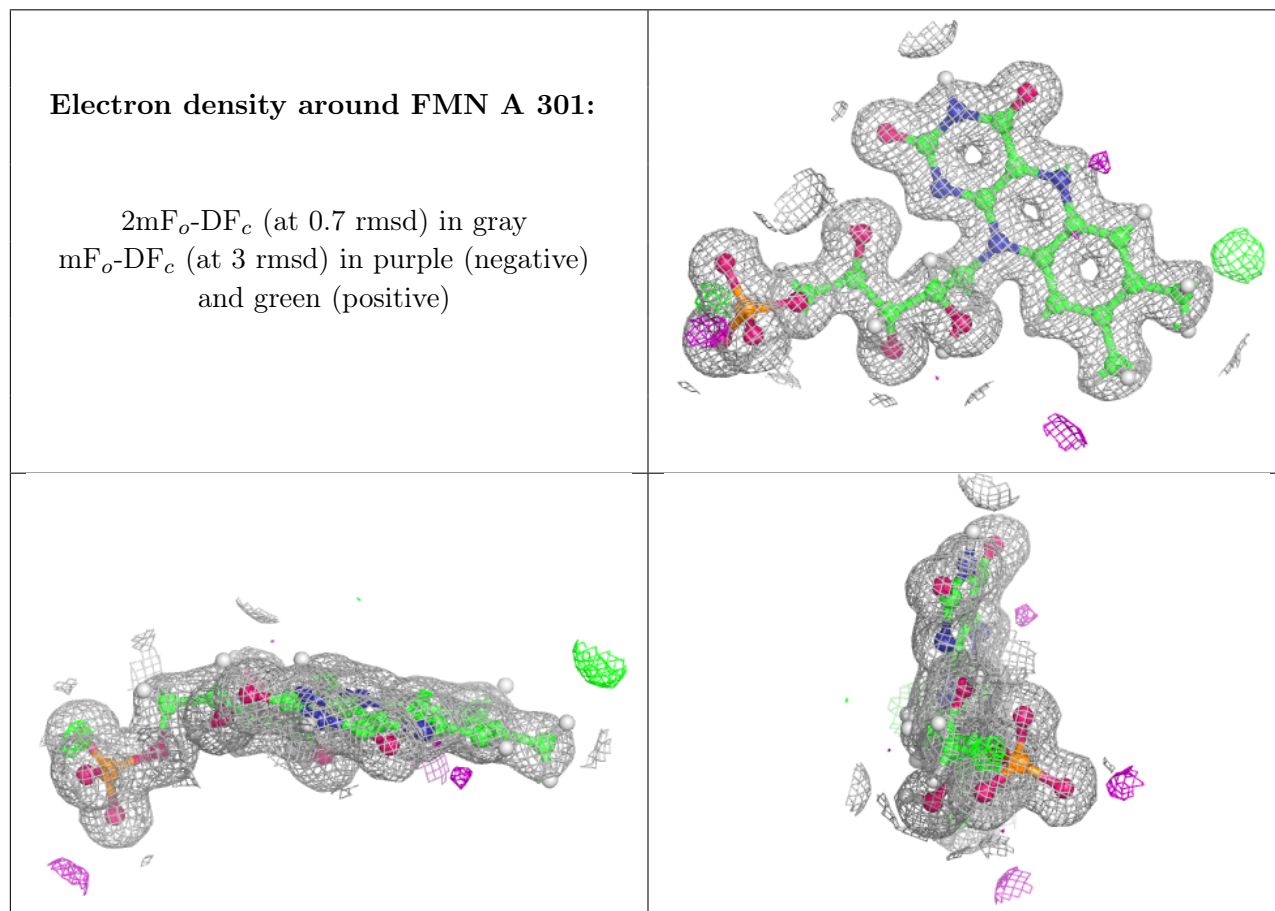 Electron density around FMN A 301:
2mFo-DFc (at 0.7 rmsd) in gray
mFo-DFc (at 3 rmsd) in purple (negative)
and green (positive)